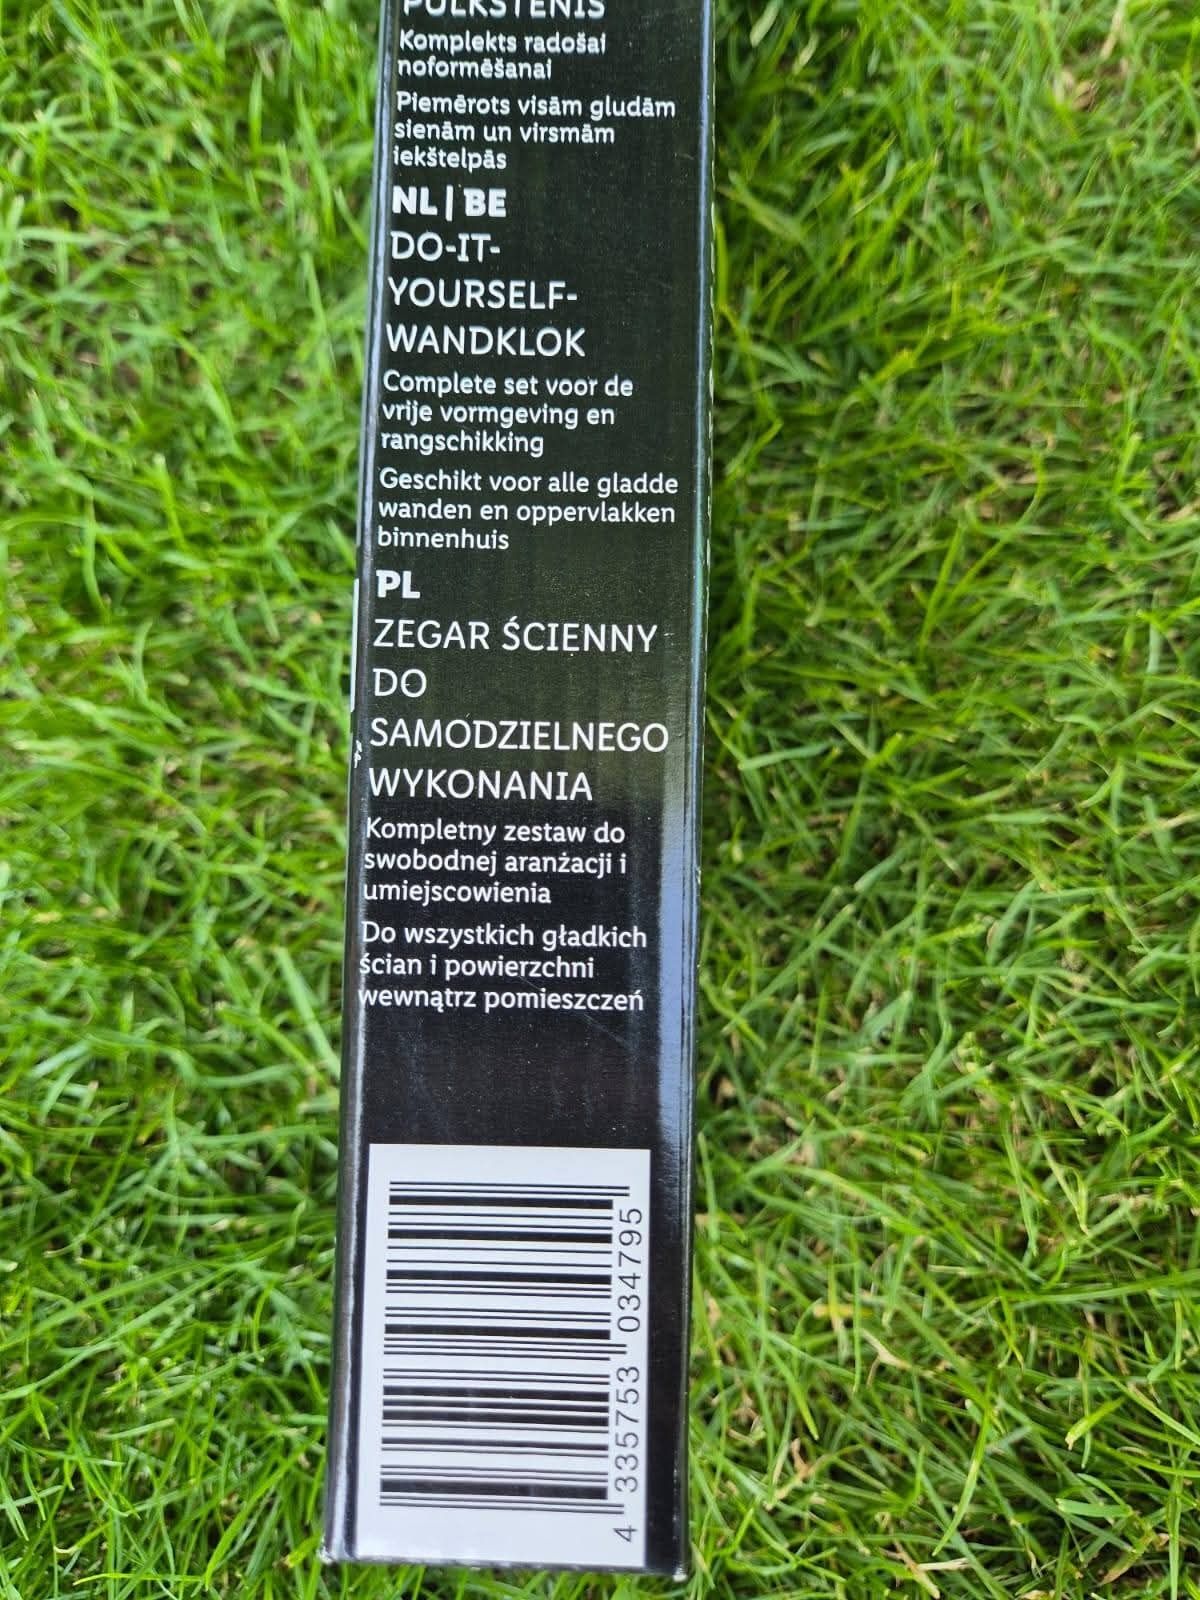 PULKSTENIS
Komplekts radošai
noformēšanai
Piemērots visām gludām
sienām un virsmām
iekštelpās
NL | BE
DO-IT-
YOURSELF-
WANDKLOK
Complete set voor de
vrije vormgeving en
rangschikking
Geschikt voor alle gladde
wanden en oppervlakken
binnenhuis
PL
ZEGAR ŚCIENNY
DO
SAMODZIELNEGO
WYKONANIA
Kompletny zestaw do
swobodnej aranżacji i
umiejscowienia
Do wszystkich gładkich
ścian i powierzchni
wewnątrz pomieszczeń
4 335753 034795